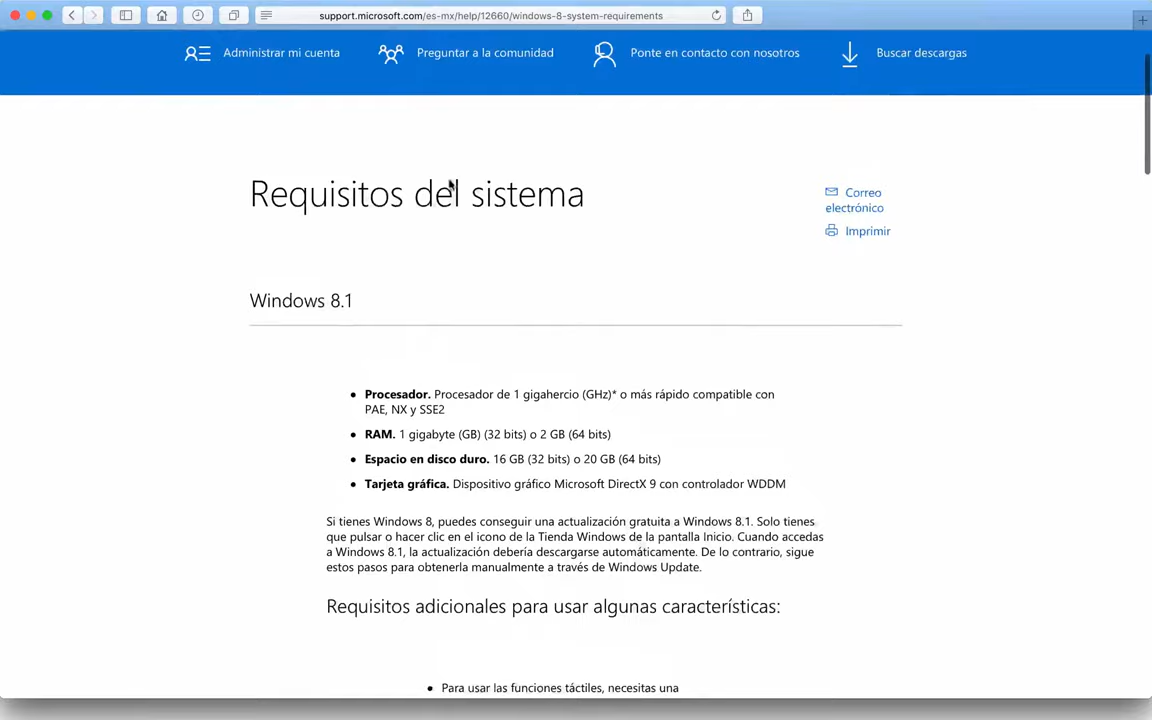 support.microsoft.com/es-mx/help/12660/windows-8-system-requirements
Administrar mi cuenta
Preguntar a la comunidad
Ponte en contacto con nosotros
Buscar descargas
Requisitos del sistema
Correo
electrónico
Imprimir
Windows 8.1
• Procesador. Procesador de 1 gigahercio (GHz)* o más rápido compatible con
PAE, NX y SSE2
• RAM. 1 gigabyte (GB) (32 bits) o 2 GB (64 bits)
• Espacio en disco duro. 16 GB (32 bits) o 20 GB (64 bits)
• Tarjeta gráfica. Dispositivo gráfico Microsoft DirectX 9 con controlador WDDM
Si tienes Windows 8, puedes conseguir una actualización gratuita a Windows 8.1. Solo tienes
que pulsar o hacer clic en el icono de la Tienda Windows de la pantalla Inicio. Cuando accedas
a Windows 8.1, la actualización debería descargarse automáticamente. De lo contrario, sigue
estos pasos para obtenerla manualmente a través de Windows Update.
Requisitos adicionales para usar algunas características:
• Para usar las funciones táctiles, necesitas una